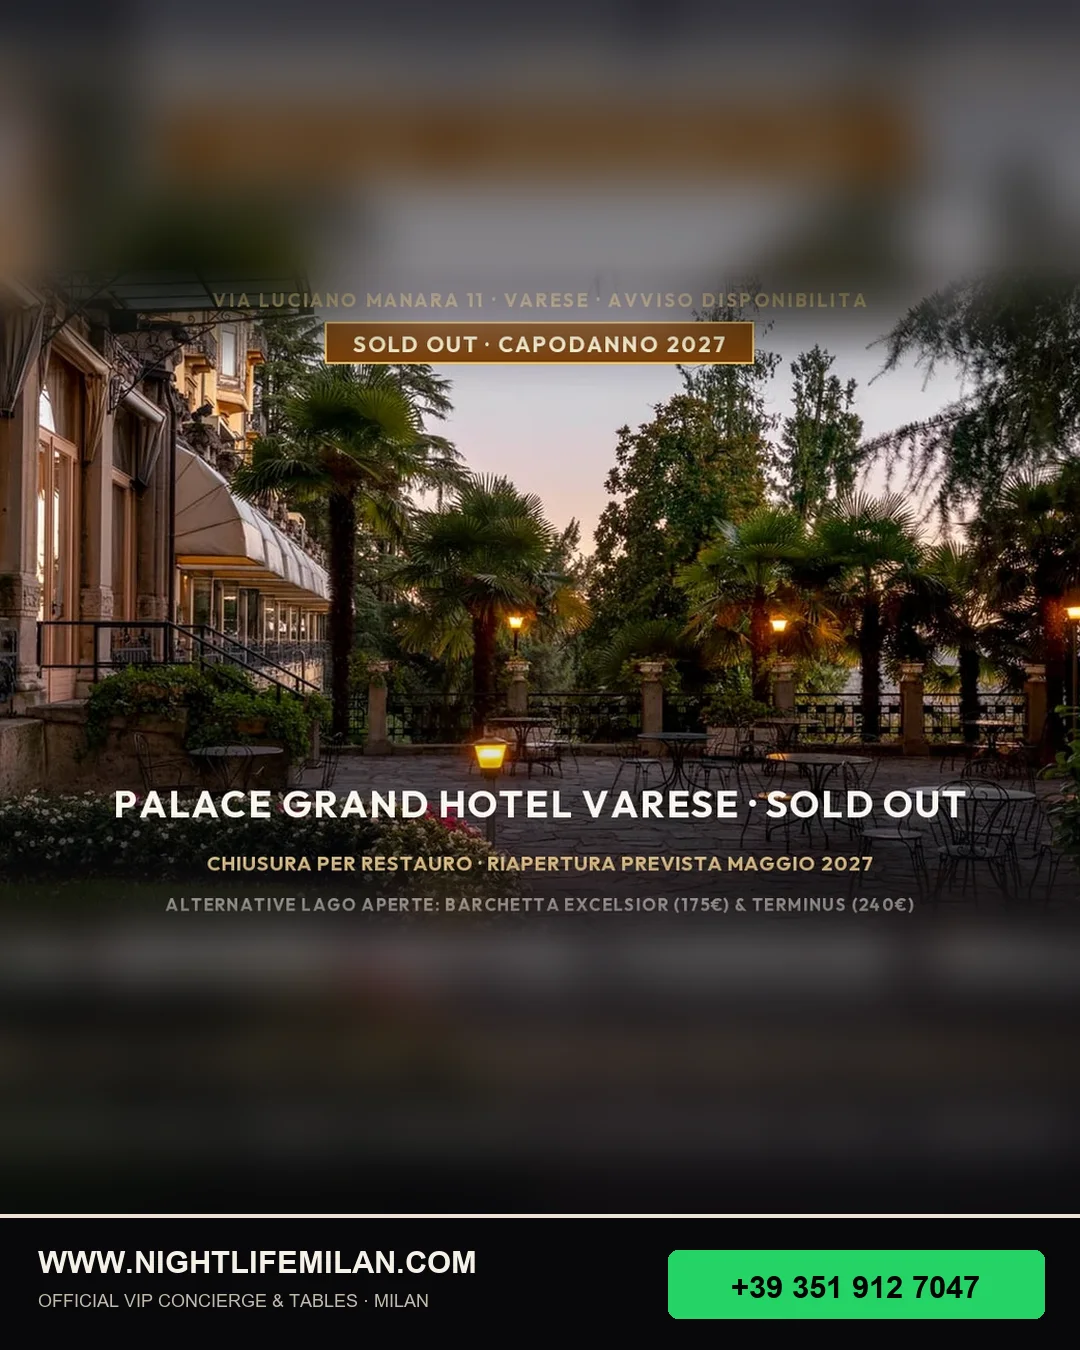 VIA LUCIANO MANARA 11 · VARESE · AVVISO DISPONIBILITA
SOLD OUT · CAPODANNO 2027
PALACE GRAND HOTEL VARESE · SOLD OUT
CHIUSURA PER RESTAURO · RIAPERTURA PREVISTA MAGGIO 2027
ALTERNATIVE LAGO APERTE: BARCHETTA EXCELSIOR (175€) & TERMINUS (240€)
WWW.NIGHTLIFEMILAN.COM
OFFICIAL VIP CONCIERGE & TABLES · MILAN
+39 351 912 7047